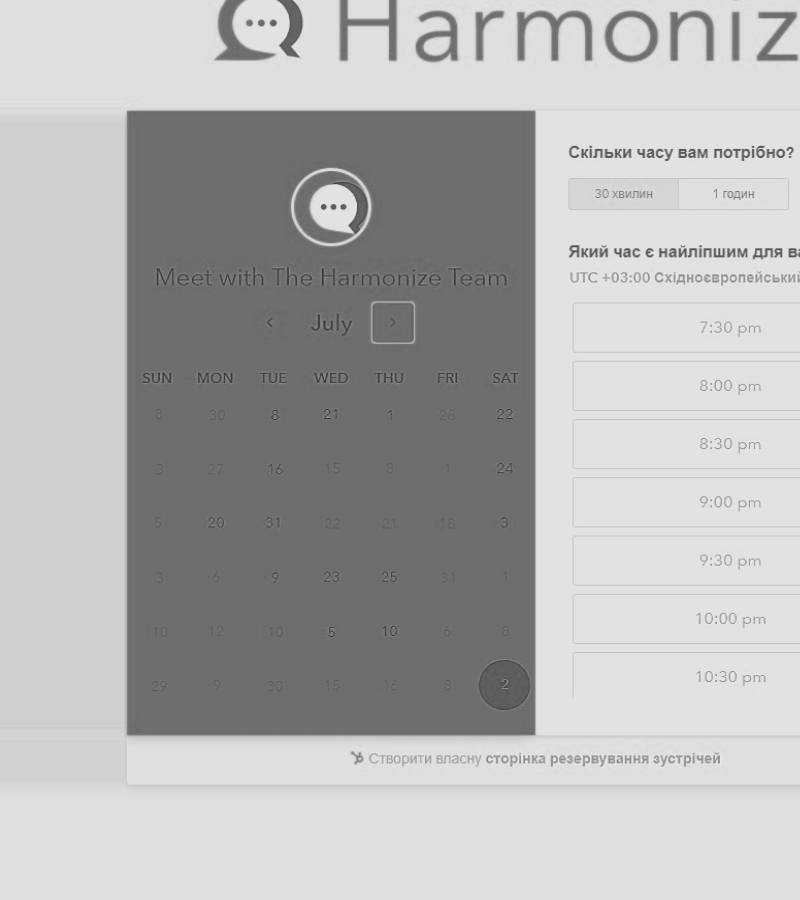 Harmoniz
Meet with The Harmonize Team
July
SUN MON TUE WED THU FRI SAT
8 30 8 21 1 26 22
3 27 16 15 8 1 24
5 20 31 22 21 18 3
3 6 9 23 25 31 1
10 12 10 5 10 6 8
29 9 30 15 16 8 2
Скільки часу вам потрібно?
30 хвилин 1 годин
Який час є найліпшим для ва
UTC +03:00 Східноєвропейський
7:30 pm
8:00 pm
8:30 pm
9:00 pm
9:30 pm
10:00 pm
10:30 pm
Створити власну сторінка резервування зустрічей